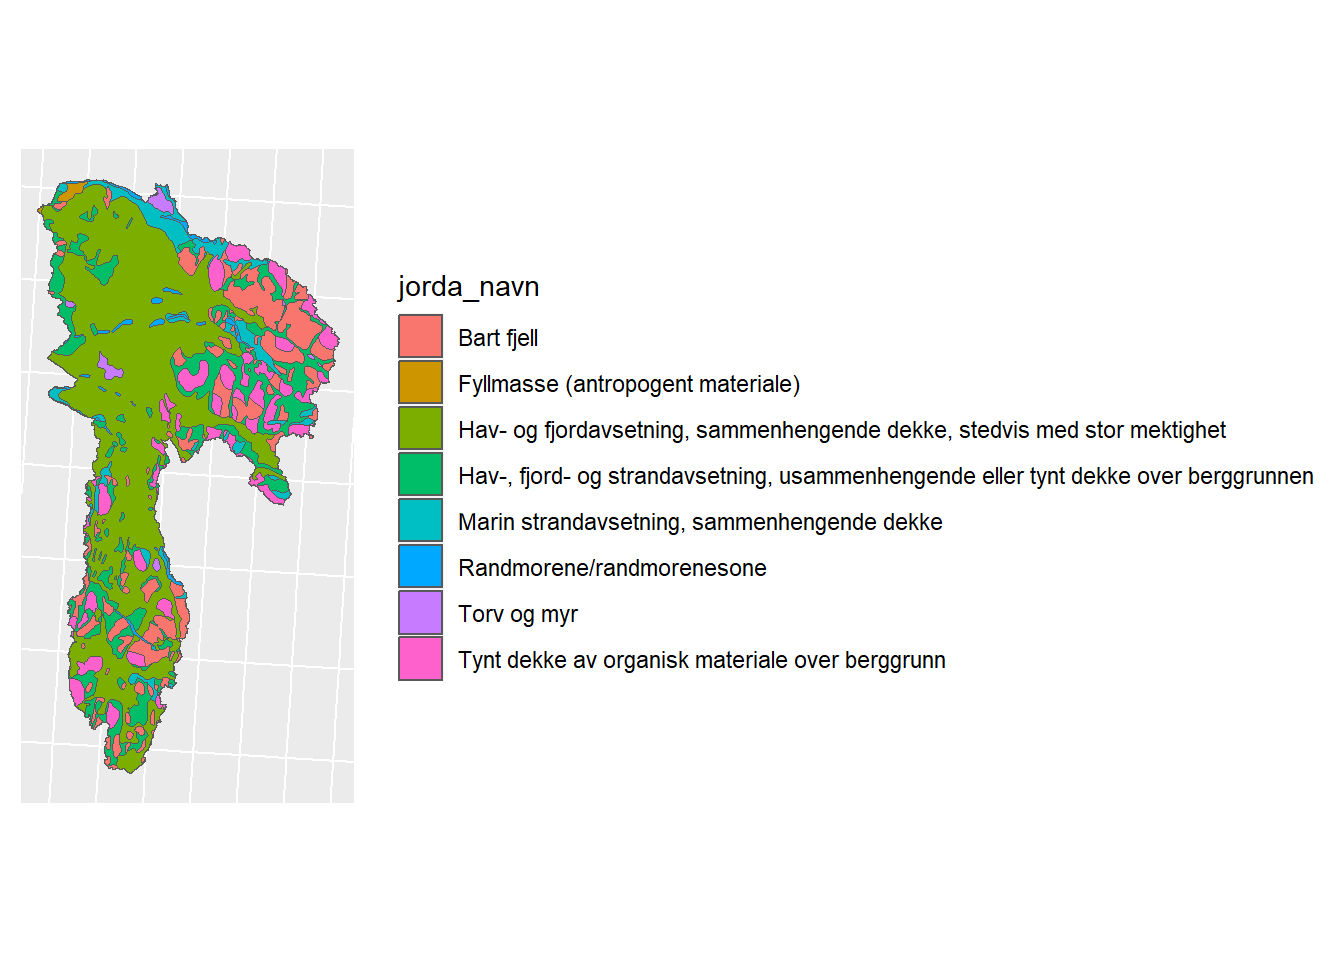 jorda_navn
Bart fjell
Fyllmasse (antropogent materiale)
Hav- og fjordavsetning, sammenhengende dekke, stedvis med stor mektighet
Hav-, fjord- og strandavsetning, usammenhengende eller tynt dekke over berggrunnen
Marin strandavsetning, sammenhengende dekke
Randmorene/randmorenesone
Torv og myr
Tynt dekke av organisk materiale over berggrunn